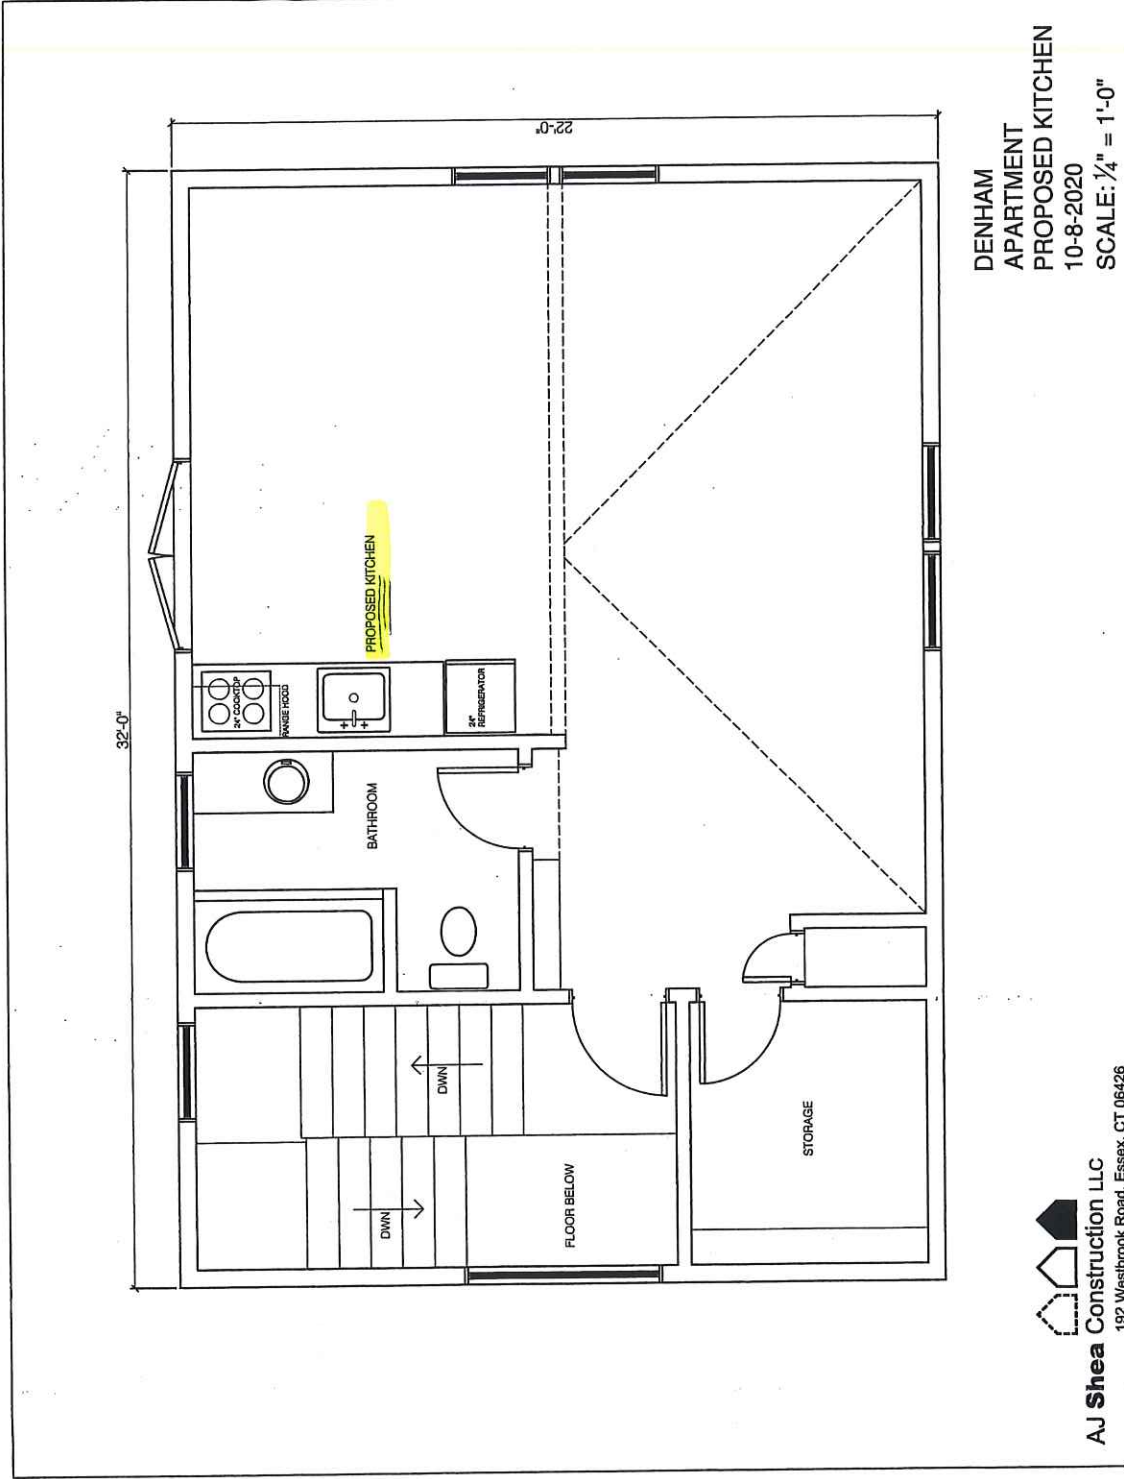 32'-0"
22'-0"
24" COOKTOP
RANGE HOOD
PROPOSED KITCHEN
24"
REFRIGERATOR
BATHROOM
DWN
DWN
FLOOR BELOW
STORAGE
DENHAM
APARTMENT
PROPOSED KITCHEN
10-8-2020
SCALE: ¼" = 1'-0"
AJ Shea Construction LLC
192 Westbrook Road, Essex, CT 06426